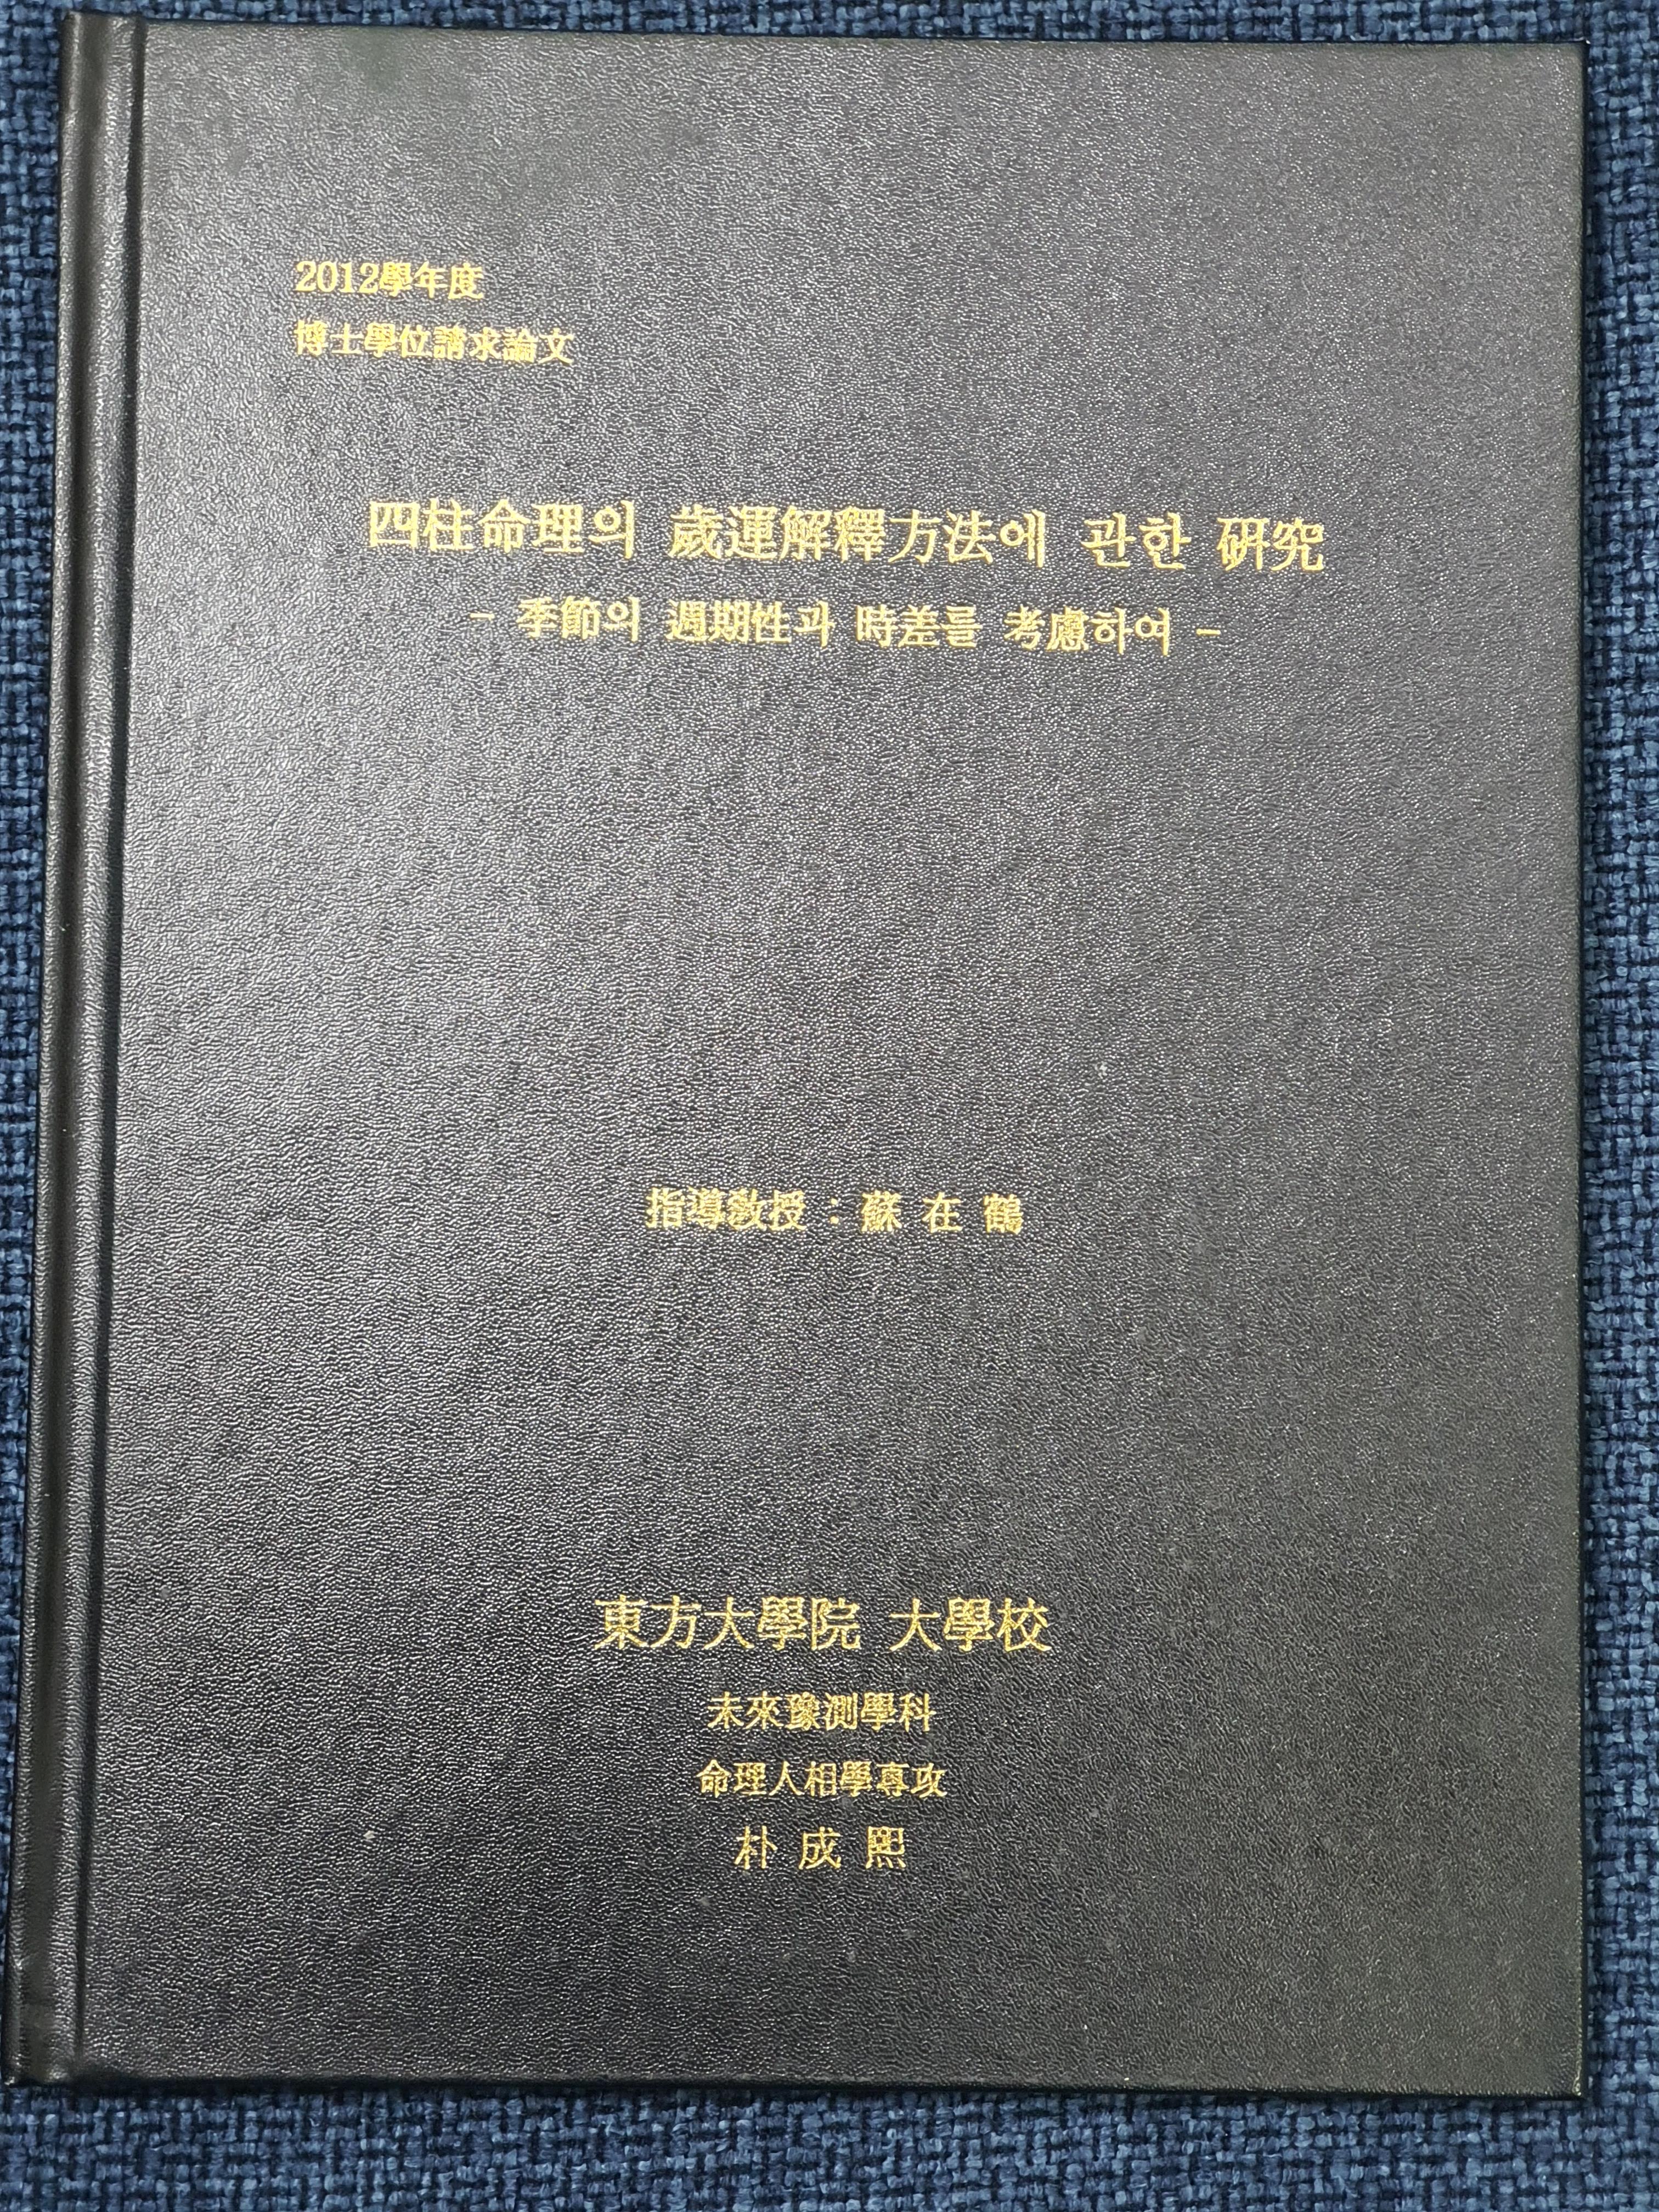 2012學年度
博士學位請求論文
四柱命理의 歲運解釋方法에 관한 硏究
- 季節의 週期性과 時差를 考慮하여 -
指導敎授 : 蘇 在 鶴
東方大學院 大學校
未來豫測學科
命理人相學專攻
朴 成 熙